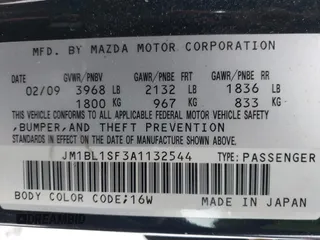 MFD. BY MAZDA MOTOR CORPORATION
GVWR/PNBV GAWR/PNBE FR GAWR/PNBE RR
02/09 3968 LB 2132 LB 1836 LB
1800 KG 967 KG 833 KG
THIS VEHICLE CONFORMS TO ALL APPLICABLE FEDERAL MOTOR VEHICLE SAFETY
,BUMPER,AND THEFT PREVENTION
STANDARDS IN EFFECT ON THE DATE OF MANUFACTURE SHOWN ABOVE.
JM1BL1SF3A1132544 TYPE:PASSENGER
BODY COLOR CODE;16W MADE IN JAPAN